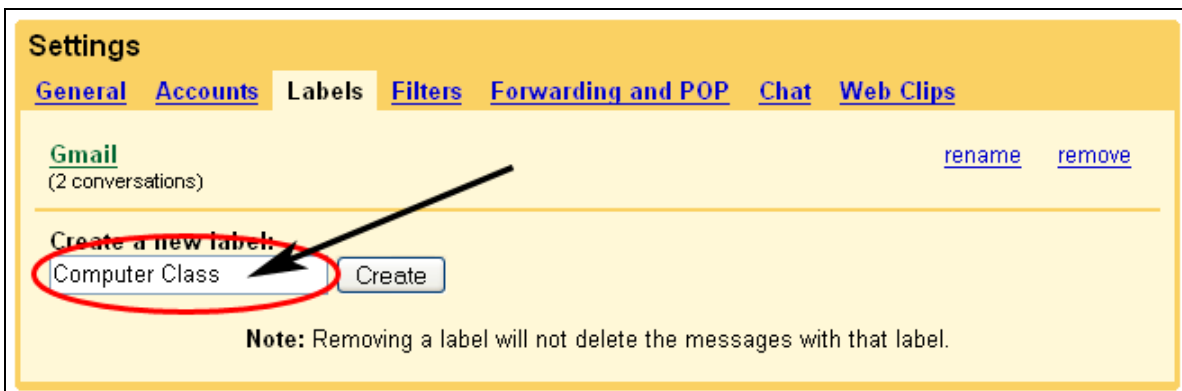 Settings
General Accounts Labels Filters Forwarding and POP Chat Web Clips
Gmail rename remove
(2 conversations)
Create a new label:
Computer Class Create
Note: Removing a label will not delete the messages with that label.